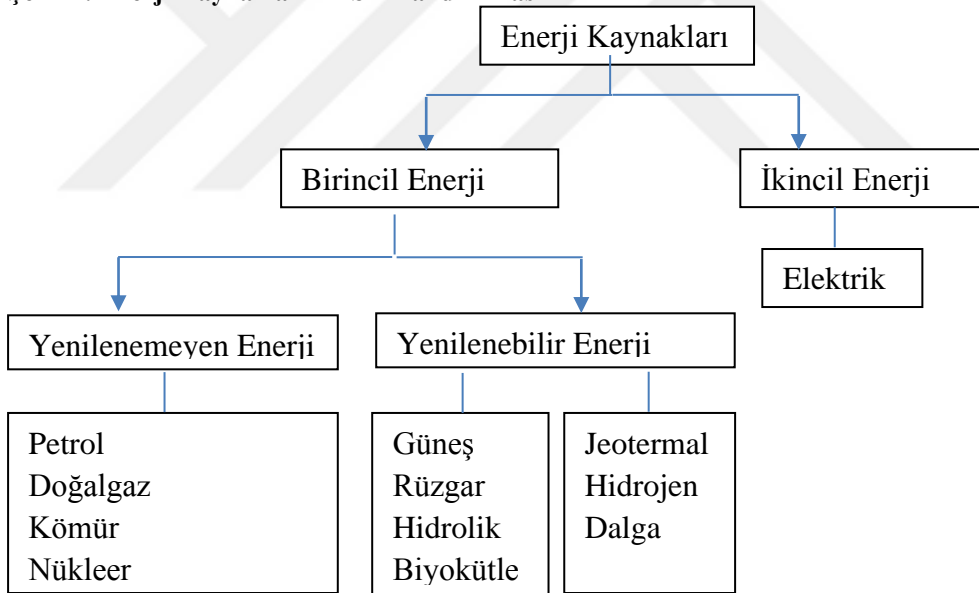 Enerji Kaynakları
Birincil Enerji
İkincil Enerji
Elektrik
Yenilenemeyen Enerji
Yenilenebilir Enerji
Petrol
Doğalgaz
Kömür
Nükleer
Güneş
Rüzgar
Hidrolik
Biyokütle
Jeotermal
Hidrojen
Dalga